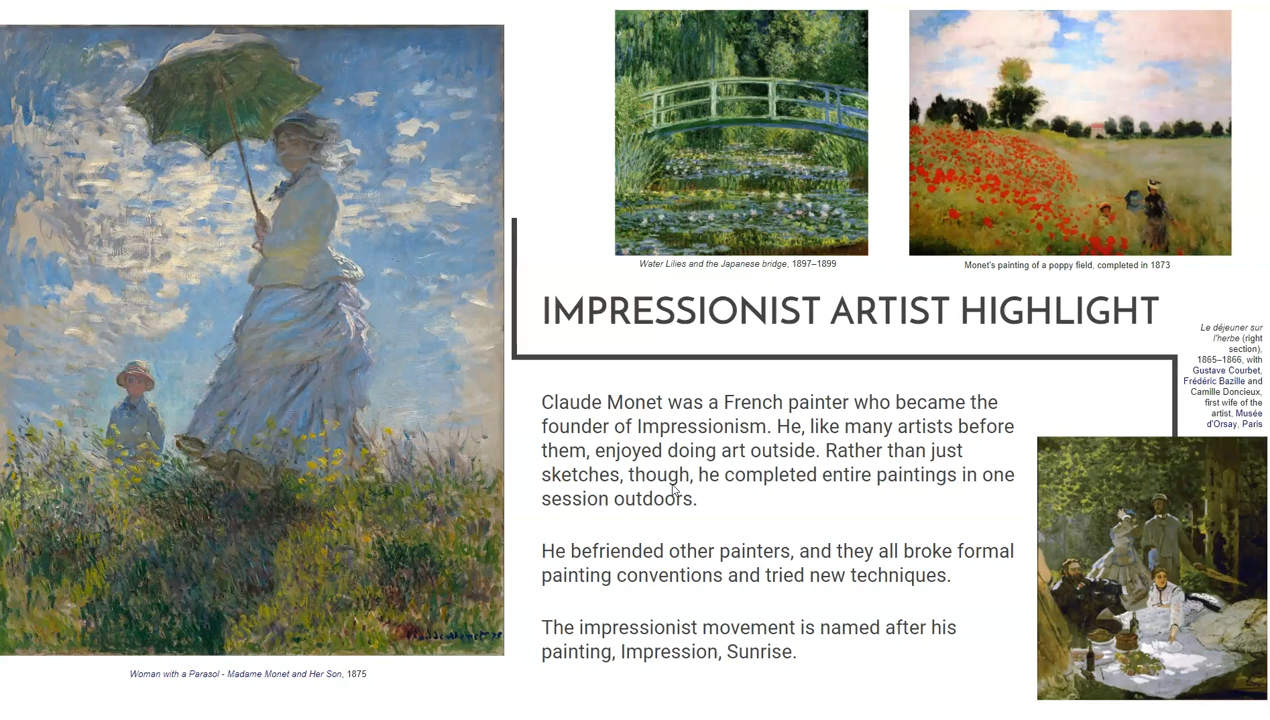 Water Lilies and the Japanese bridge, 1897–1899
Monet's painting of a poppy field, completed in 1873
IMPRESSIONIST ARTIST HIGHLIGHT
Le déjeuner sur
l'herbe (right
section),
1865–1866, with
Gustave Courbet,
Frédéric Bazille and
Camille Doncieux,
first wife of the
artist, Musée
d'Orsay, Paris
Claude Monet was a French painter who became the
founder of Impressionism. He, like many artists before
them, enjoyed doing art outside. Rather than just
sketches, though, he completed entire paintings in one
session outdoors.
He befriended other painters, and they all broke formal
painting conventions and tried new techniques.
The impressionist movement is named after his
painting, Impression, Sunrise.
Woman with a Parasol - Madame Monet and Her Son, 1875